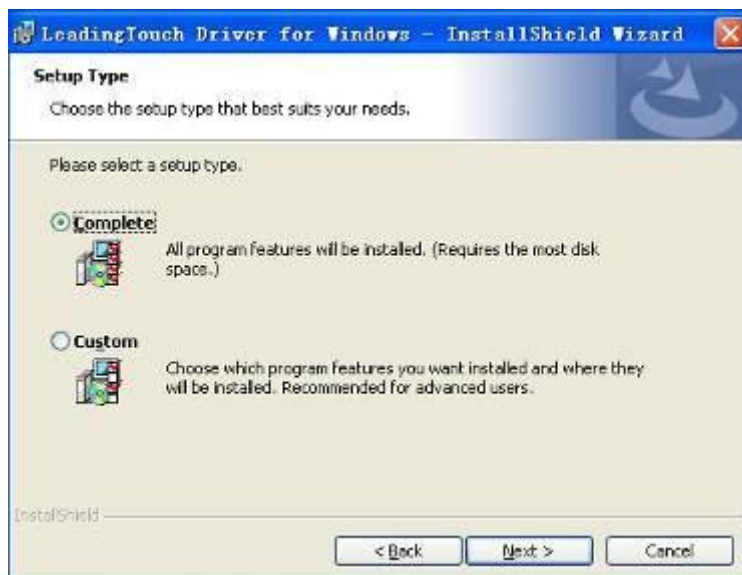 LeadingTouch Driver for Windows - InstallShield Wizard
Setup Type
Choose the setup type that best suits your needs.
Please select a setup type.
Complete
All program features will be installed. (Requires the most disk
space.)
Custom
Choose which program features you want installed and where they
will be installed. Recommended for advanced users.
InstallShield
< Back
Next >
Cancel